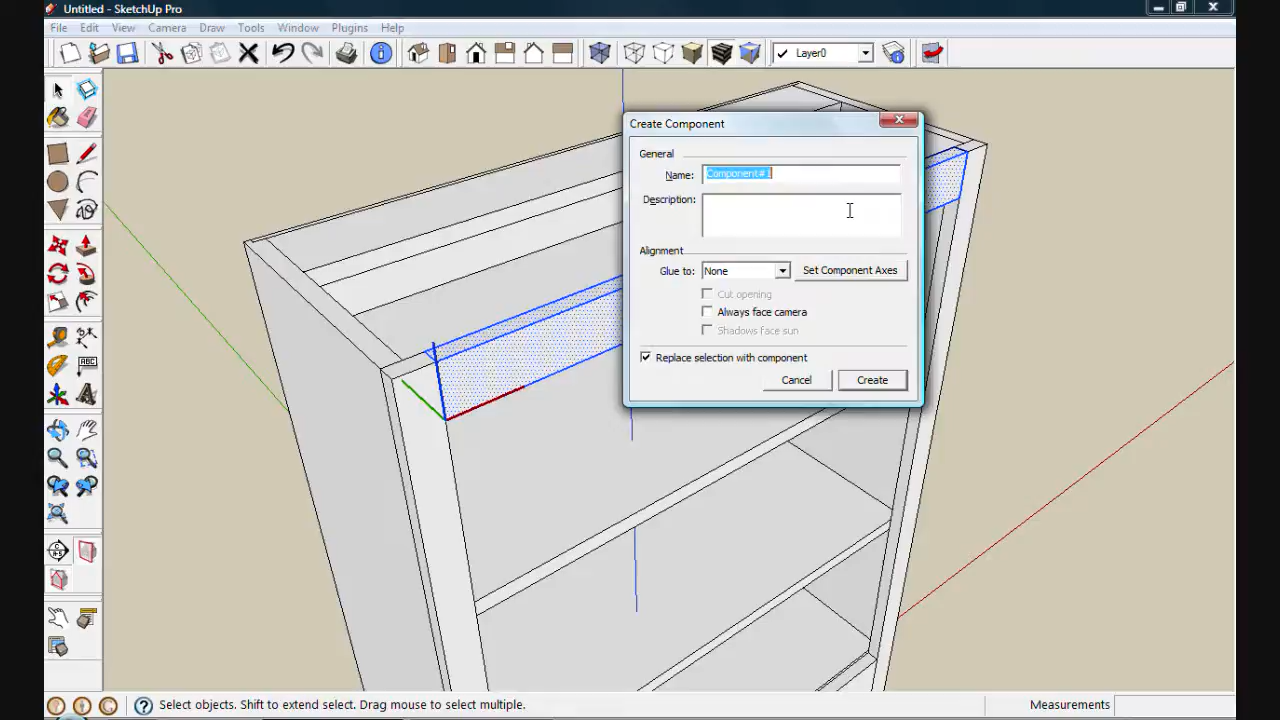 Untitled - SketchUp Pro
File Edit View Camera Draw Tools Window Plugins Help
Layer0
ABC
Create Component
General
Name: Component#1
Description:
Alignment
Glue to: None Set Component Axes
Cut opening
Always face camera
Shadows face sun
Replace selection with component
Cancel Create
Select objects. Shift to extend select. Drag mouse to select multiple. Measurements